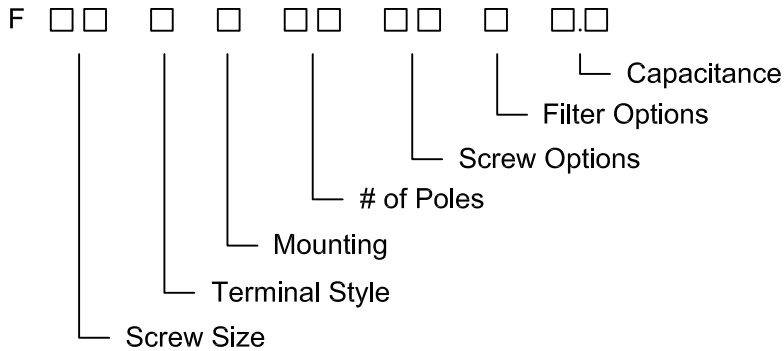 F □□ □ □ □□ □□ □ □.□
Capacitance
Filter Options
Screw Options
# of Poles
Mounting
Terminal Style
Screw Size